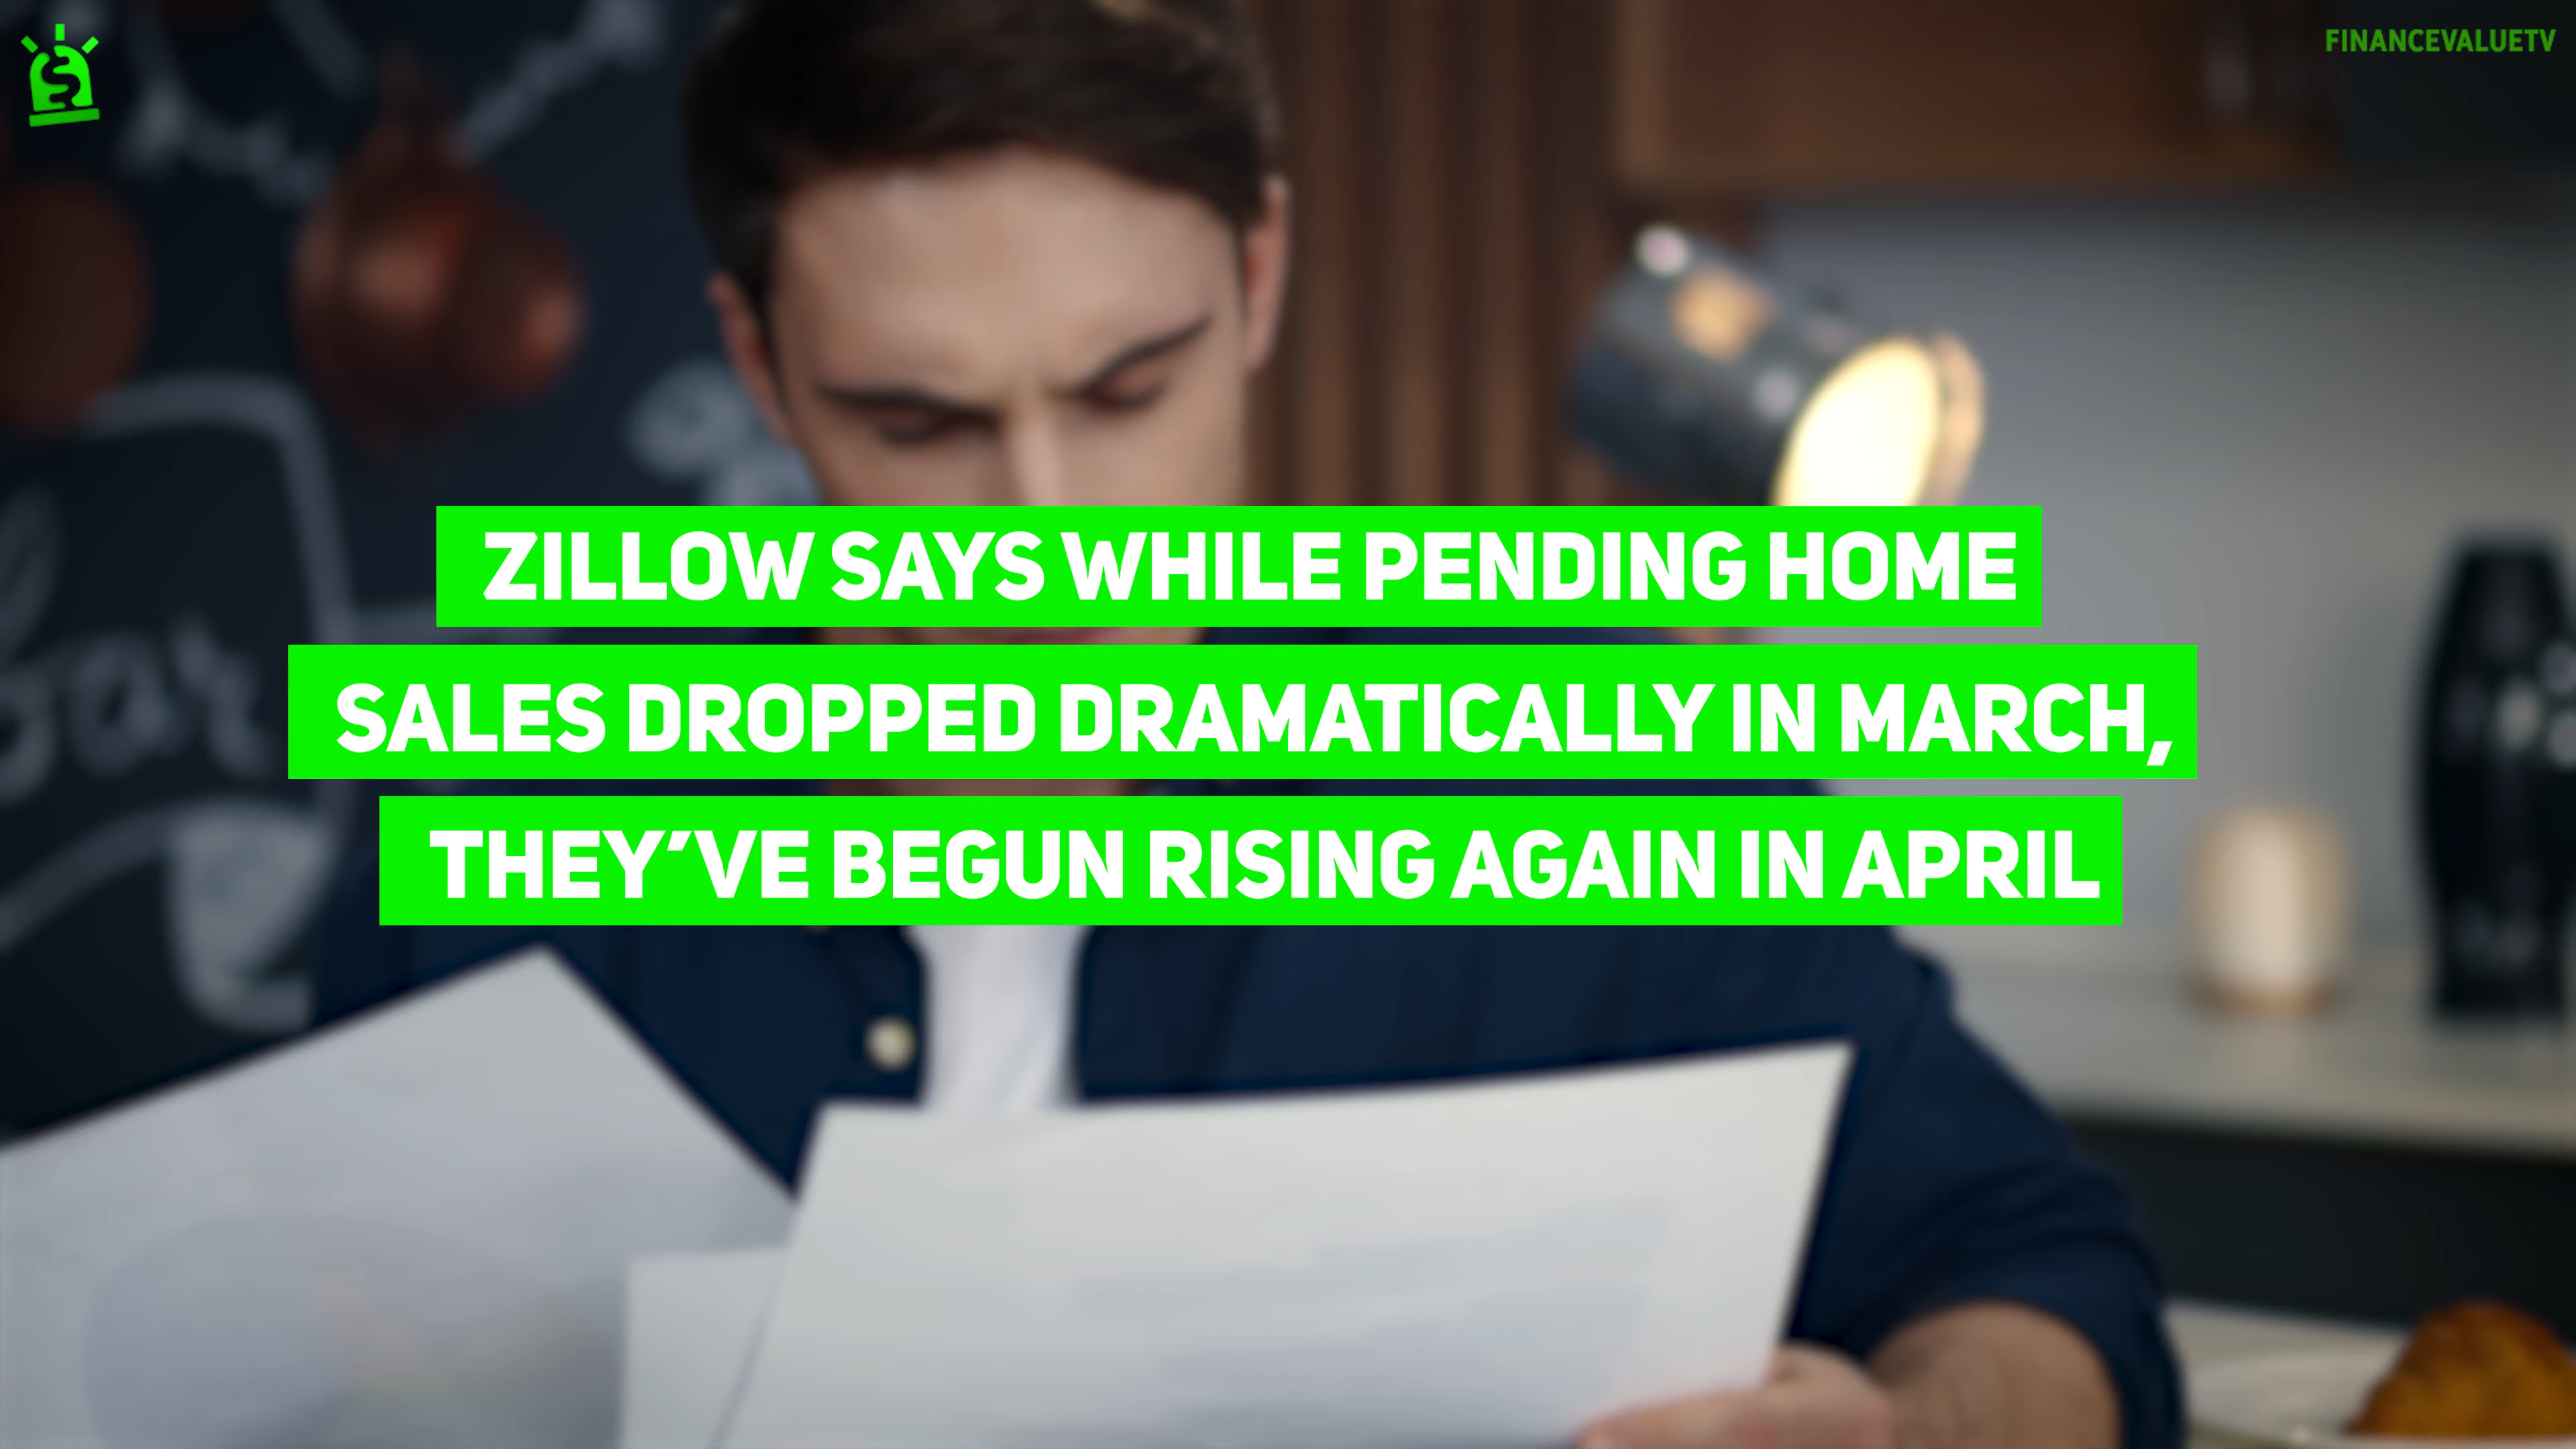 FINANCEVALUETV
ZILLOW SAYS WHILE PENDING HOME
SALES DROPPED DRAMATICALLY IN MARCH,
THEY'VE BEGUN RISING AGAIN IN APRIL